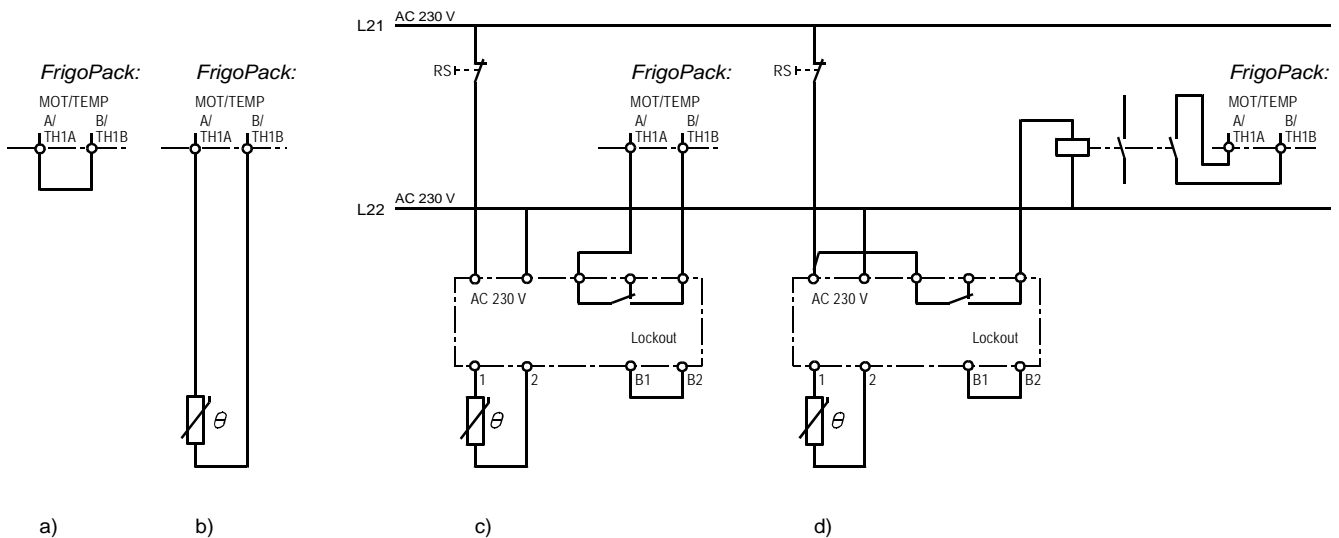 L21 AC 230 V
FrigoPack:
MOT/TEMP
A/ B/
TH1A TH1B
FrigoPack:
MOT/TEMP
A/ B/
TH1A TH1B
RS
FrigoPack:
MOT/TEMP
A/ B/
TH1A TH1B
RS
FrigoPack:
MOT/TEMP
A/ B/
TH1A TH1B
L22 AC 230 V
AC 230 V
Lockout
1 2 B1 B2
AC 230 V
Lockout
1 2 B1 B2
θ
θ
θ
a) b) c) d)